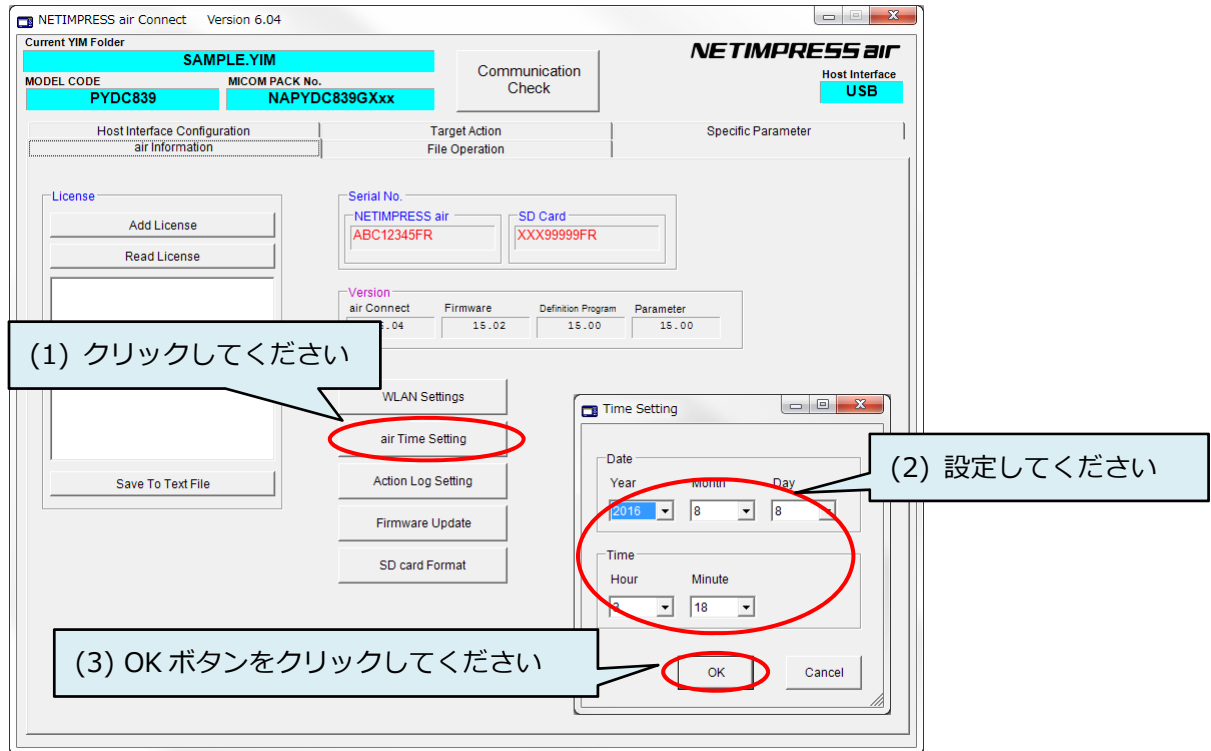 NETIMPRESS air Connect Version 6.04
Current YIM Folder
SAMPLE.YIM
MODEL CODE
MICOM PACK No.
PYDC839
NAPYDC839GXxx
Communication
Check
NETIMPRESS air
Host Interface
USB
Host Interface Configuration
Target Action
Specific Parameter
air Information
File Operation
License
Add License
Read License
Save To Text File
Serial No.
NETIMPRESS air
ABC12345FR
SD Card
XXX99999FR
Version
air Connect
Firmware
Definition Program
Parameter
.04
15.02
15.00
15.00
(1) クリックしてください
WLAN Settings
air Time Setting
Action Log Setting
Firmware Update
SD card Format
Time Setting
Date
Year
Month
Day
2016
8
8
(2) 設定してください
Time
Hour
Minute
18
(3) OK ボタンをクリックしてください
OK
Cancel